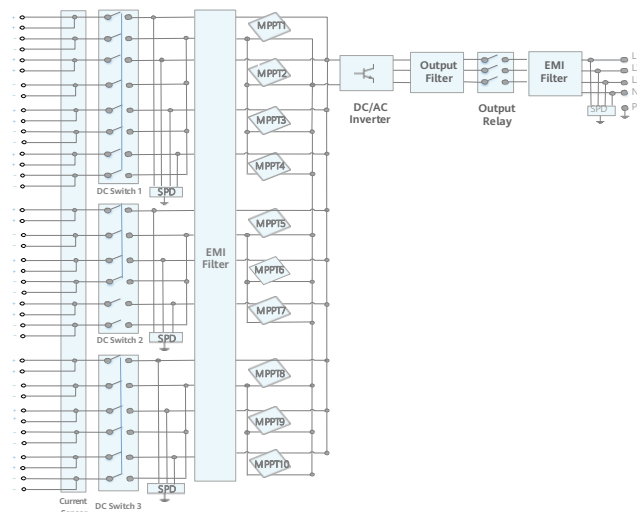 MPPT1
MPPT2
MPPT3
MPPT4
SPD
DC Switch 1
MPPT5
MPPT6
MPPT7
EMI
Filter
SPD
DC Switch 2
MPPT8
MPPT9
MPPT10
SPD
Current
DC Switch 3
DC/AC
Inverter
Output
Filter
Output
Relay
EMI
Filter
L
L
L
N
SPD
P